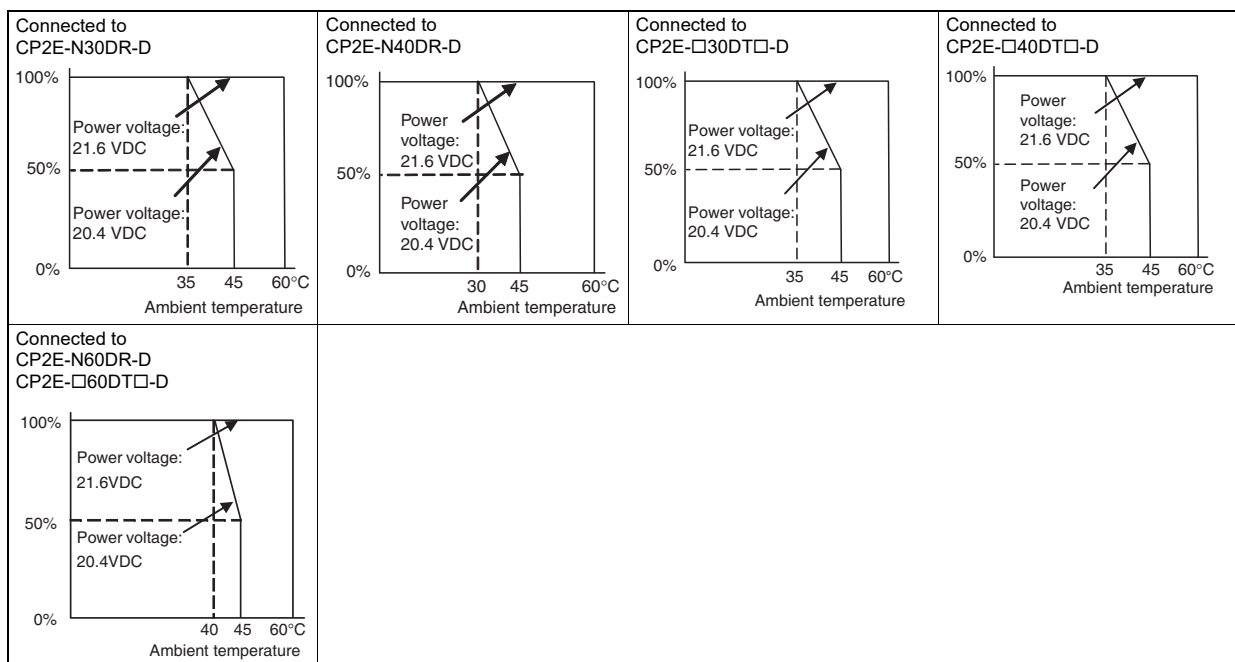 Connected to
CP2E-N30DR-D
100%
Power voltage:
21.6 VDC
50%
Power voltage:
20.4 VDC
0%
35 45 60°C
Ambient temperature
Connected to
CP2E-N40DR-D
100%
Power
voltage:
21.6 VDC
50%
Power
voltage:
20.4 VDC
0%
30 45 60°C
Ambient temperature
Connected to
CP2E-□30DT□-D
100%
Power voltage:
21.6 VDC
50%
Power voltage:
20.4 VDC
0%
35 45 60°C
Ambient temperature
Connected to
CP2E-□40DT□-D
100%
Power
voltage:
21.6 VDC
50%
Power
voltage:
20.4 VDC
0%
35 45 60°C
Ambient temperature
Connected to
CP2E-N60DR-D
CP2E-□60DT□-D
100%
Power voltage:
21.6VDC
50%
Power voltage:
20.4VDC
0%
40 45 60°C
Ambient temperature